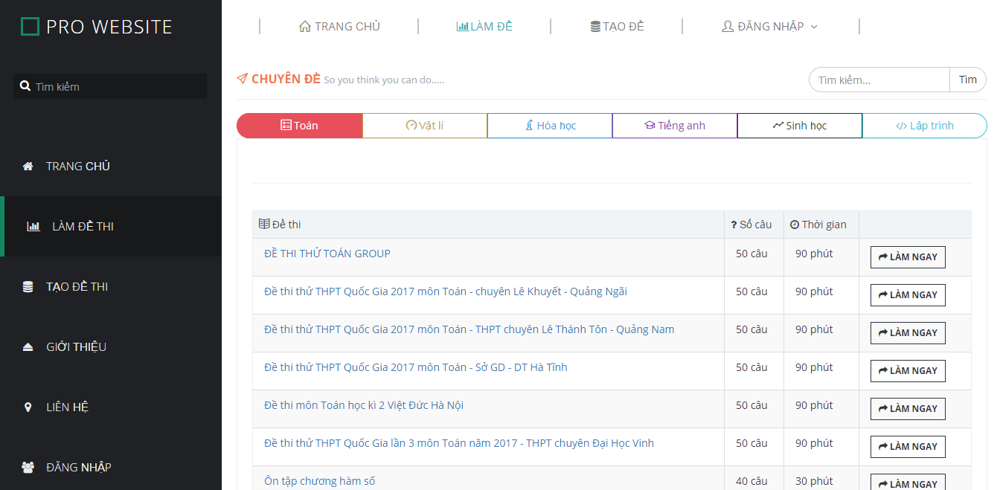 PRO WEBSITE
Tìm kiếm
TRANG CHỦ
LÀM ĐỀ THI
TẠO ĐỀ THI
GIỚI THIỆU
LIÊN HỆ
ĐĂNG NHẬP
TRANG CHỦ LÀM ĐỀ TẠO ĐỀ ĐĂNG NHẬP
CHUYÊN ĐỀ So you think you can do.....
Tìm kiếm... Tìm
Toán Vật lí Hóa học Tiếng anh Sinh học Lập trình
Đề thi ? Số câu Thời gian
ĐỀ THI THỬ TOÁN GROUP 50 câu 90 phút LÀM NGAY
Đề thi thử THPT Quốc Gia 2017 môn Toán - chuyên Lê Khuyết - Quảng Ngãi 50 câu 90 phút LÀM NGAY
Đề thi thử THPT Quốc Gia 2017 môn Toán - THPT chuyên Lê Thánh Tôn - Quảng Nam 50 câu 90 phút LÀM NGAY
Đề thi thử THPT Quốc Gia 2017 môn Toán - Sở GD - DT Hà Tĩnh 50 câu 90 phút LÀM NGAY
Đề thi môn Toán học kì 2 Việt Đức Hà Nội 50 câu 90 phút LÀM NGAY
Đề thi thử THPT Quốc Gia lần 3 môn Toán năm 2017 - THPT chuyên Đại Học Vinh 50 câu 90 phút LÀM NGAY
Ôn tập chương hàm số 40 câu 30 phút LÀM NGAY